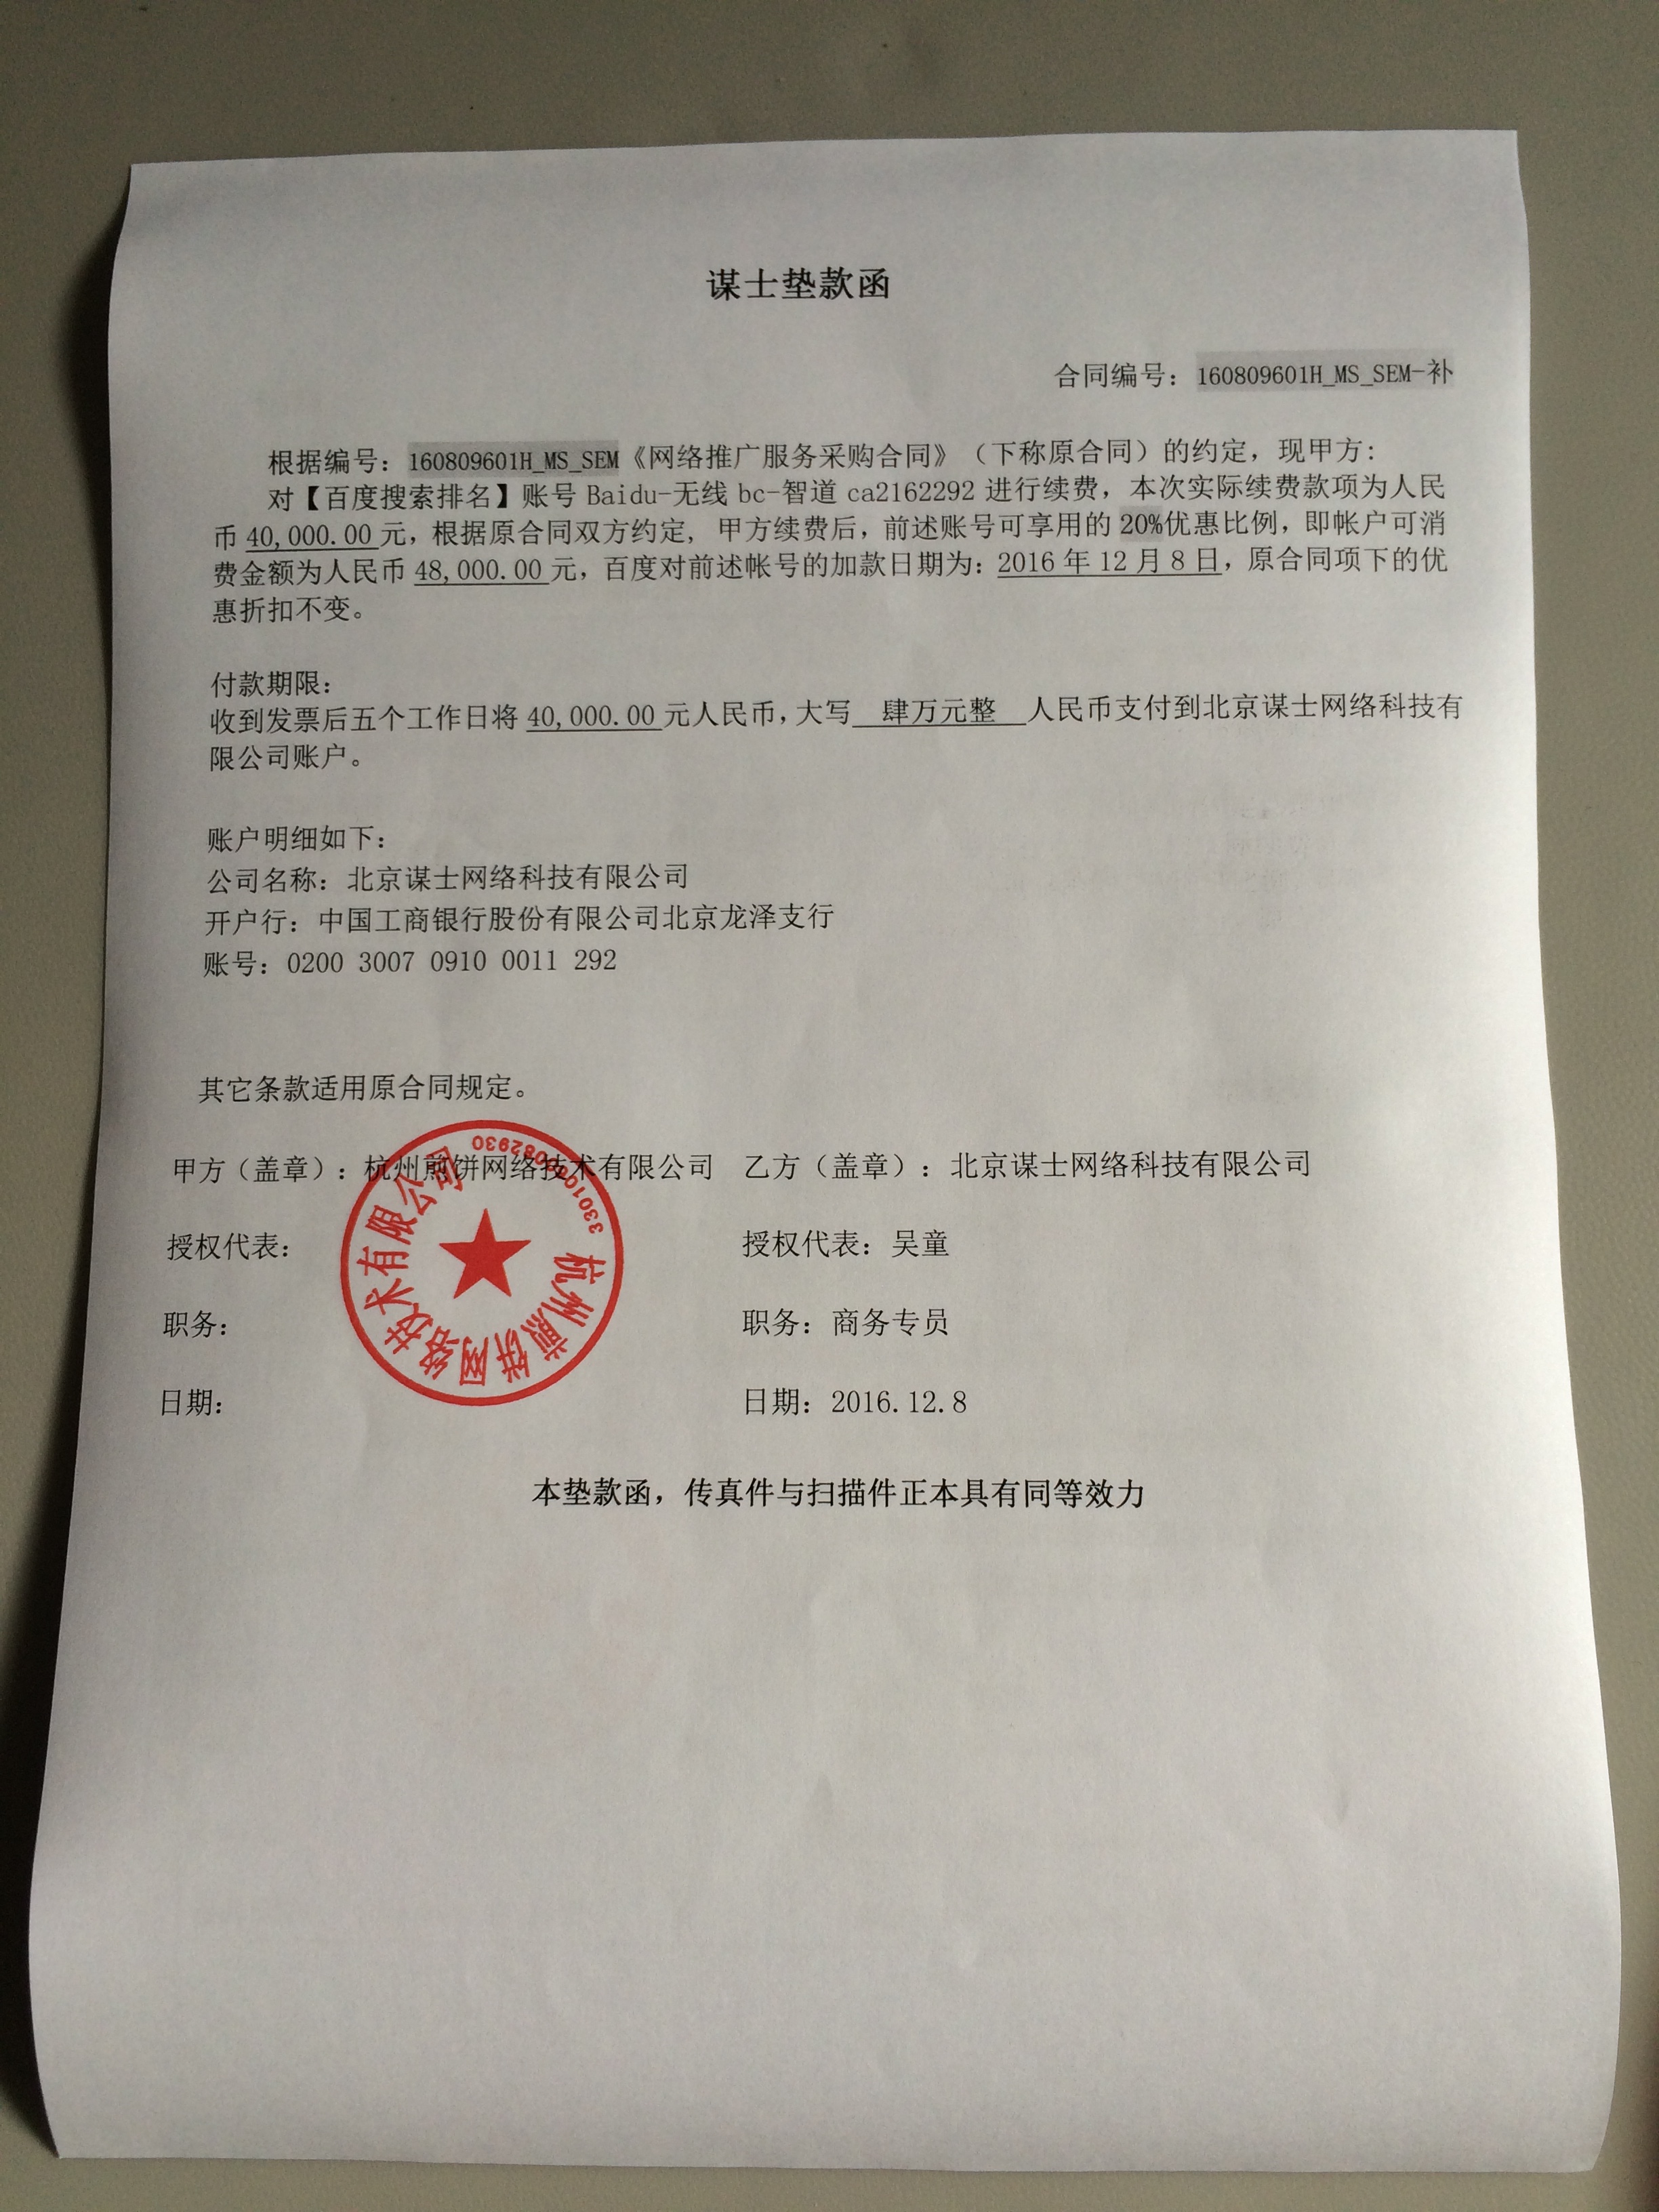 谋士垫款函
合同编号：160809601H_MS_SEM-补
根据编号：160809601H_MS_SEM《网络推广服务采购合同》（下称原合同）的约定，现甲方：
对【百度搜索排名】账号 Baidu-无线 bc-智道 ca2162292 进行续费，本次实际续费款项为人民
币 40,000.00 元，根据原合同双方约定，甲方续费后，前述账号可享用的 20%优惠比例，即帐户可消
费金额为人民币 48,000.00 元，百度对前述帐号的加款日期为：2016 年 12 月 8 日，原合同项下的优
惠折扣不变。
付款期限：
收到发票后五个工作日将 40,000.00 元人民币，大写 肆万元整 人民币支付到北京谋士网络科技有
限公司账户。
账户明细如下：
公司名称：北京谋士网络科技有限公司
开户行：中国工商银行股份有限公司北京龙泽支行
账号：0200 3007 0910 0011 292
其它条款适用原合同规定。
甲方（盖章）：杭州煎饼网络技术有限公司 乙方（盖章）：北京谋士网络科技有限公司
授权代表： 授权代表：吴童
职务： 职务：商务专员
日期： 日期：2016.12.8
杭州煎饼网络技术有限公司
本垫款函，传真件与扫描件正本具有同等效力